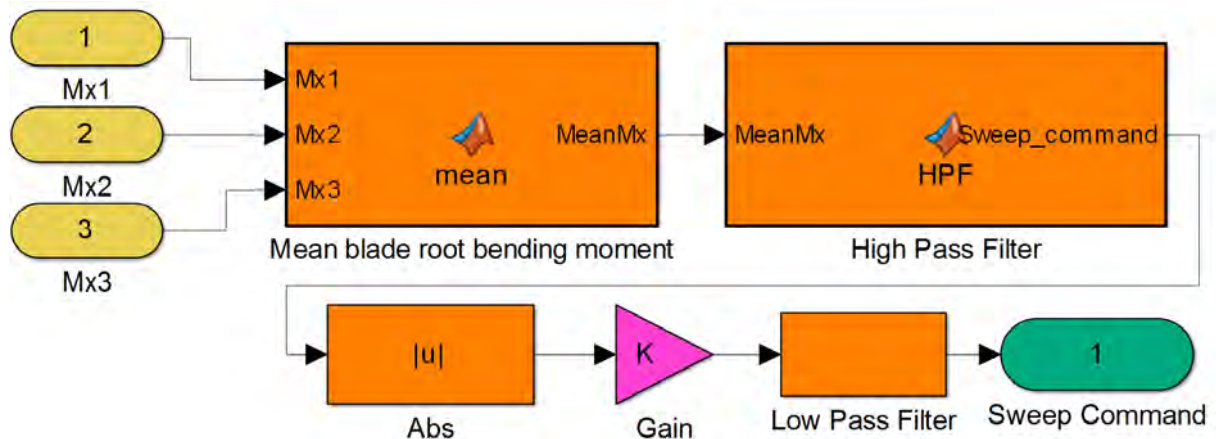 1
Mx1
2
Mx2
3
Mx3
Mx1
Mx2
Mx3
mean
MeanMx
Mean blade root bending moment
MeanMx
HPF
Sweep_command
High Pass Filter
|u|
Abs
K
Gain
Low Pass Filter
1
Sweep Command